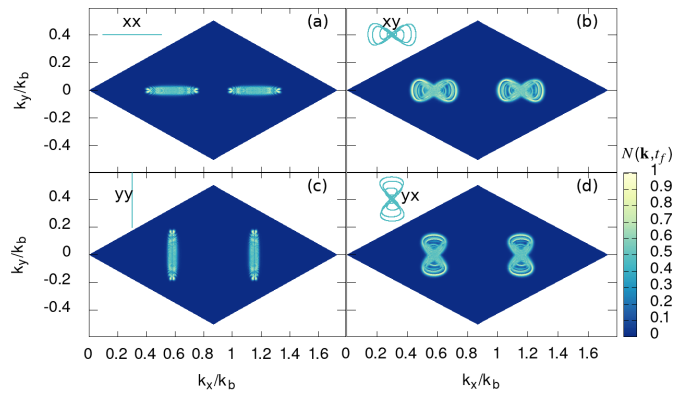 xx
(a)
xy
(b)
0.4
0.2
0
-0.2
-0.4
k_y/k_b
N(k,t_f)
1
0.9
0.8
0.7
0.6
0.5
0.4
0.3
0.2
0.1
0
yy
(c)
yx
(d)
0.4
0.2
0
-0.2
-0.4
k_y/k_b
0 0.2 0.4 0.6 0.8 1 1.2 1.4 1.6
0.2 0.4 0.6 0.8 1 1.2 1.4 1.6
k_x/k_b
k_x/k_b